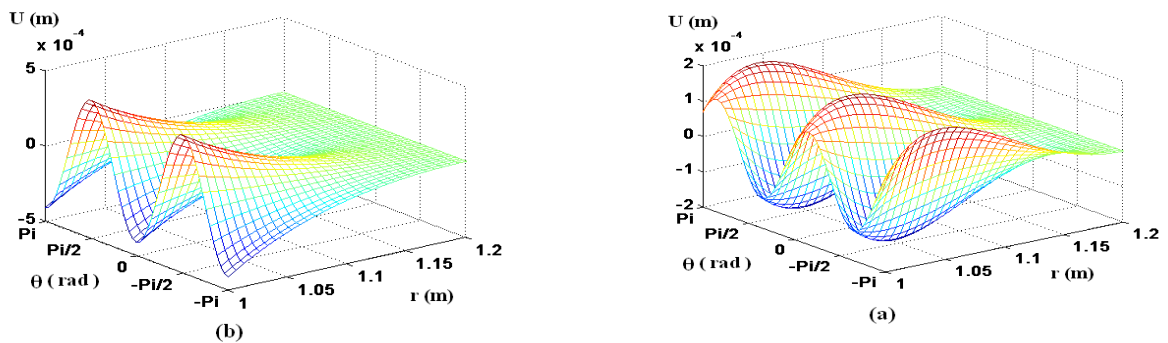 U (m)
x 10⁻⁴
5
0
−5
Pi
Pi/2
0
-Pi/2
-Pi
θ ( rad )
1
1.05
1.1
1.15
1.2
r (m)
(b)
U (m)
x 10⁻⁴
2
1
0
−1
−2
Pi
Pi/2
0
-Pi/2
-Pi
θ ( rad )
1
1.05
1.1
1.15
1.2
r (m)
(a)